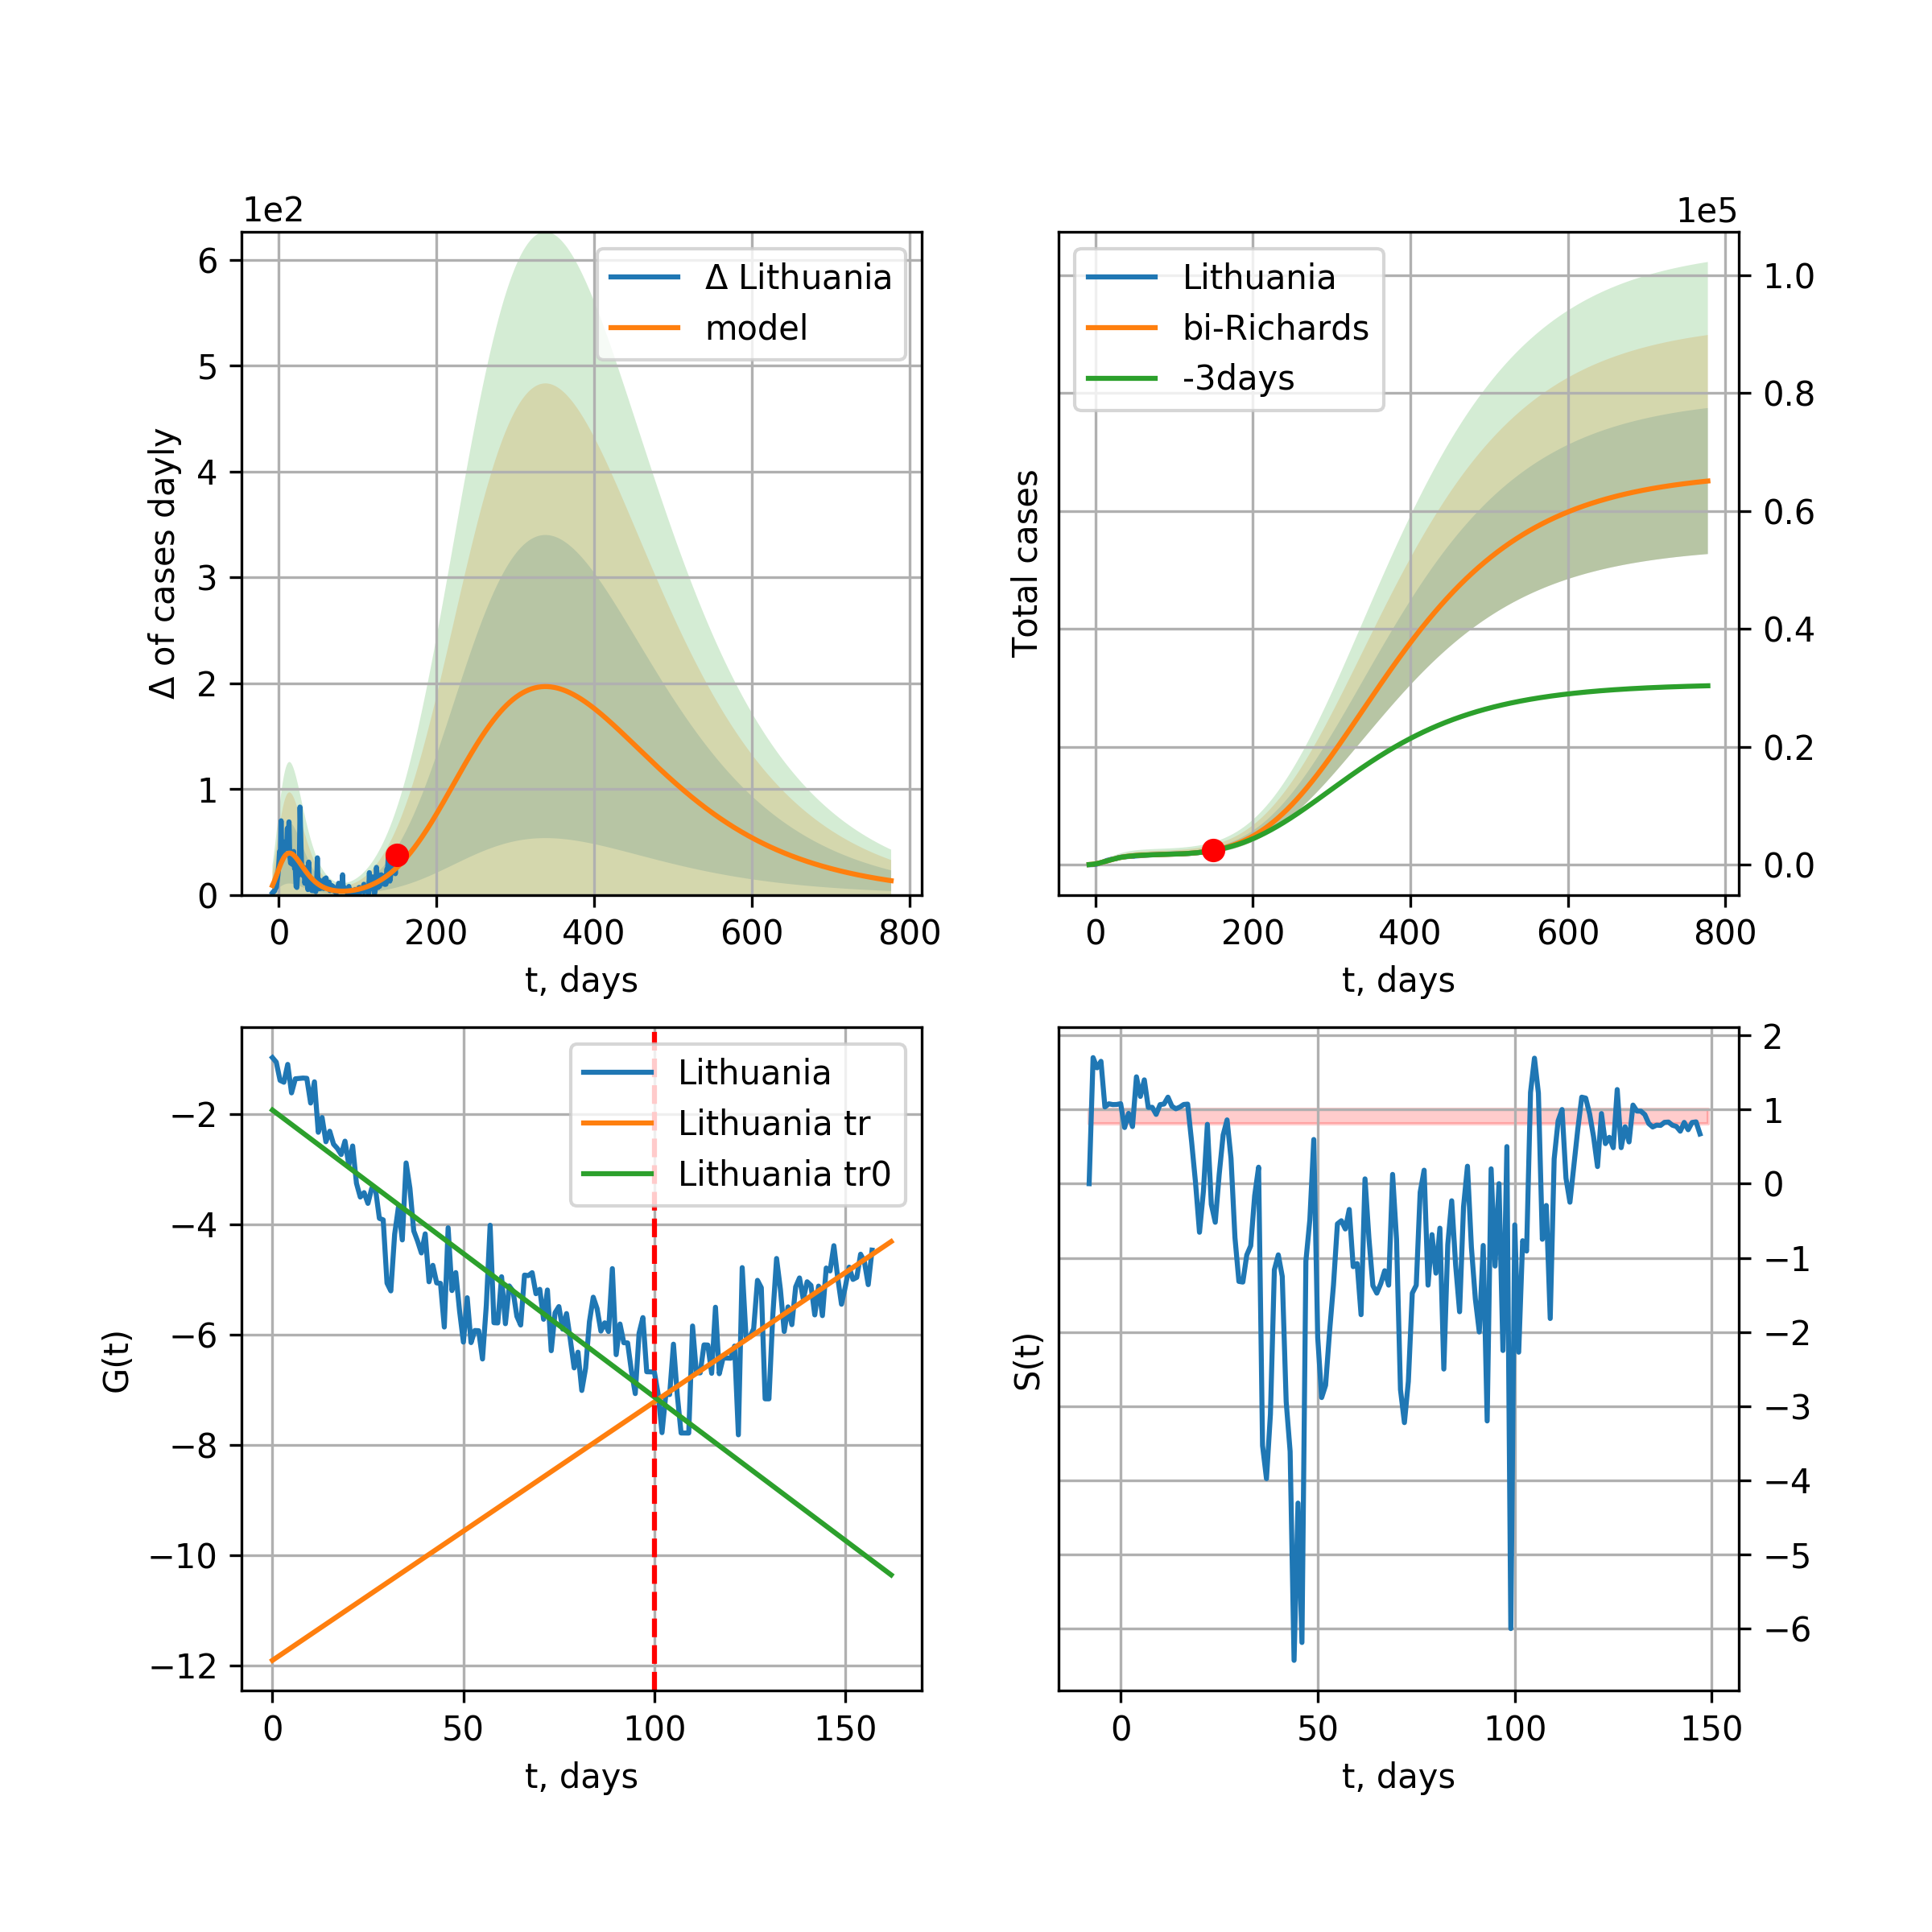 1e2
6
5
4
3
2
1
0
Δ of cases dayly
Δ Lithuania
model
0 200 400 600 800
t, days
1e5
Lithuania
bi-Richards
-3days
Total cases
1.0
0.8
0.6
0.4
0.2
0.0
0 200 400 600 800
t, days
−2
−4
−6
−8
−10
−12
G(t)
Lithuania
Lithuania tr
Lithuania tr0
0 50 100 150
t, days
S(t)
2
1
0
−1
−2
−3
−4
−5
−6
0 50 100 150
t, days